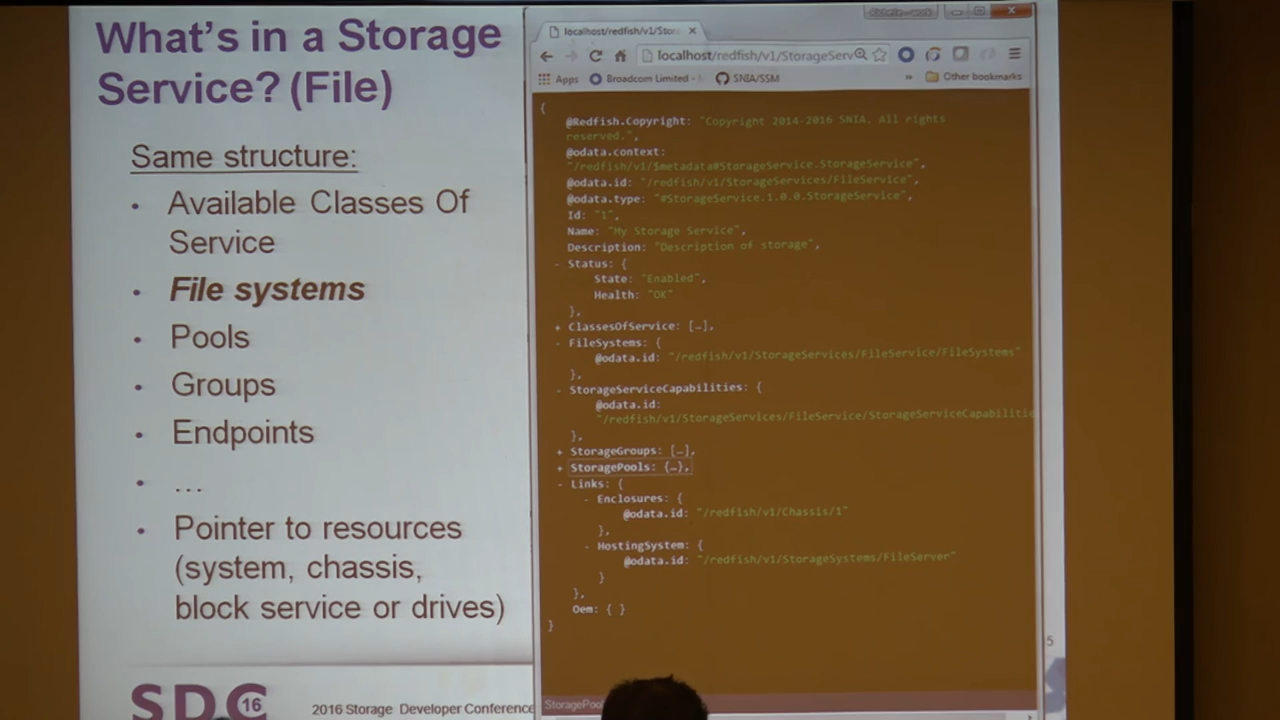 What's in a Storage
Service? (File)
Same structure:
• Available Classes Of
Service
• File systems
• Pools
• Groups
• Endpoints
• ...
• Pointer to resources
(system, chassis,
block service or drives)
SDC 16
2016 Storage Developer Conference
localhost/redfish/v1/Stor
localhost/redfish/v1/StorageServ
Apps
Broadcom Limited -
SNIA/SSM
»
Other bookmarks
{
@Redfish.Copyright: "Copyright 2014-2016 SNIA. All rights
reserved.",
@odata.context:
"/redfish/v1/$metadata#StorageService.StorageService",
@odata.id: "/redfish/v1/StorageServices/FileService",
@odata.type: "#StorageService.1.0.0.StorageService",
Id: "1",
Name: "My Storage Service",
Description: "Description of storage",
- Status: {
State: "Enabled",
Health: "OK"
},
+ ClassesOfService: […],
- FileSystems: {
@odata.id: "/redfish/v1/StorageServices/FileService/FileSystems"
},
- StorageServiceCapabilities: {
@odata.id:
"/redfish/v1/StorageServices/FileService/StorageServiceCapabilitie
},
+ StorageGroups: […],
+ StoragePools: {…},
- Links: {
- Enclosures: {
@odata.id: "/redfish/v1/Chassis/1"
},
- HostingSystem: {
@odata.id: "/redfish/v1/StorageSystems/FileServer"
}
},
Oem: { }
}
StoragePoo
5